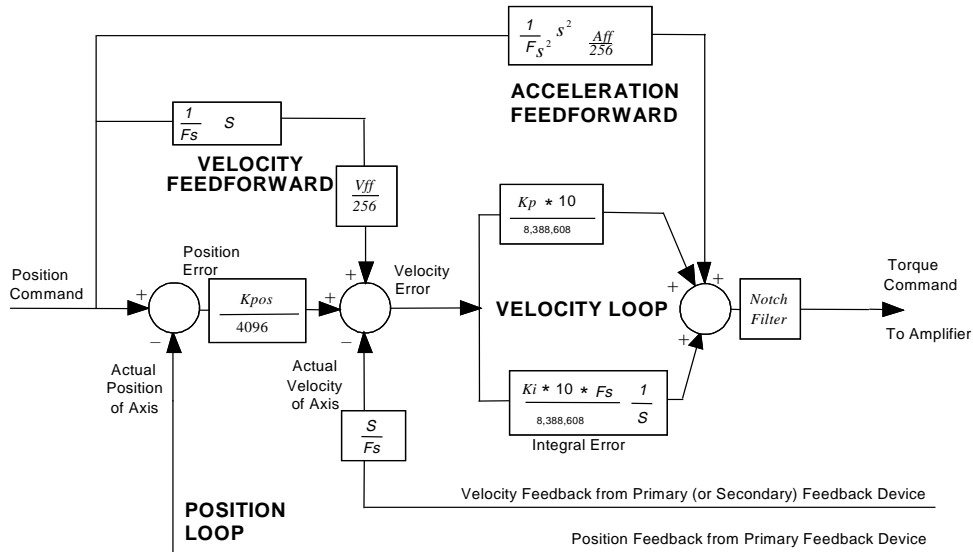 1
Fs² s² Aff
256
ACCELERATION
FEEDFORWARD
1
Fs S
VELOCITY
FEEDFORWARD
Vff
256
Kp * 10
8,388,608
Position
Command
Position
Error
+
−
Kpos
4096
+
+
−
Velocity
Error
VELOCITY LOOP
+
+
+
Notch
Filter
Torque
Command
To Amplifier
Actual
Position
of Axis
Actual
Velocity
of Axis
Ki * 10 * Fs 1
8,388,608 S
Integral Error
S
Fs
Velocity Feedback from Primary (or Secondary) Feedback Device
POSITION
LOOP
Position Feedback from Primary Feedback Device